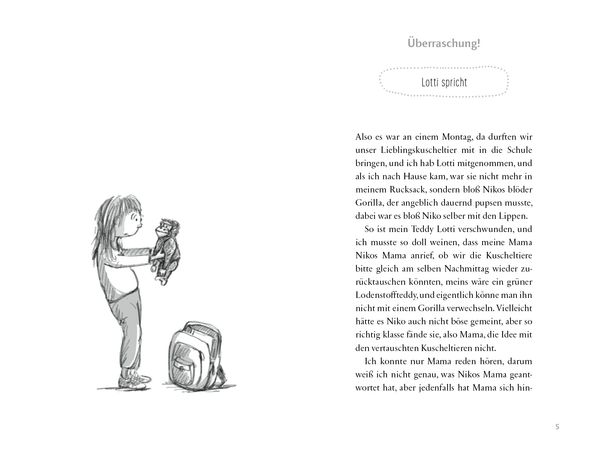 Überraschung!
Lotti spricht
Also es war an einem Montag, da durften wir
unser Lieblingskuscheltier mit in die Schule
bringen, und ich hab Lotti mitgenommen, und
als ich nach Hause kam, war sie nicht mehr in
meinem Rucksack, sondern bloß Nikos blöder
Gorilla, der angeblich dauernd pupsen musste,
dabei war es bloß Niko selber mit den Lippen.
So ist mein Teddy Lotti verschwunden, und
ich musste so doll weinen, dass meine Mama
Nikos Mama anrief, ob wir die Kuscheltiere
bitte gleich am selben Nachmittag wieder zu-
rücktauschen könnten, meins wäre ein grüner
Lodenstoffteddy, und eigentlich könne man ihn
nicht mit einem Gorilla verwechseln. Vielleicht
hätte es Niko auch nicht böse gemeint, aber so
richtig klasse fände sie, also Mama, die Idee mit
den vertauschten Kuscheltieren nicht.
Ich konnte nur Mama reden hören, darum
weiß ich nicht genau, was Nikos Mama geant-
wortet hat, aber jedenfalls hat Mama sich hin-
5